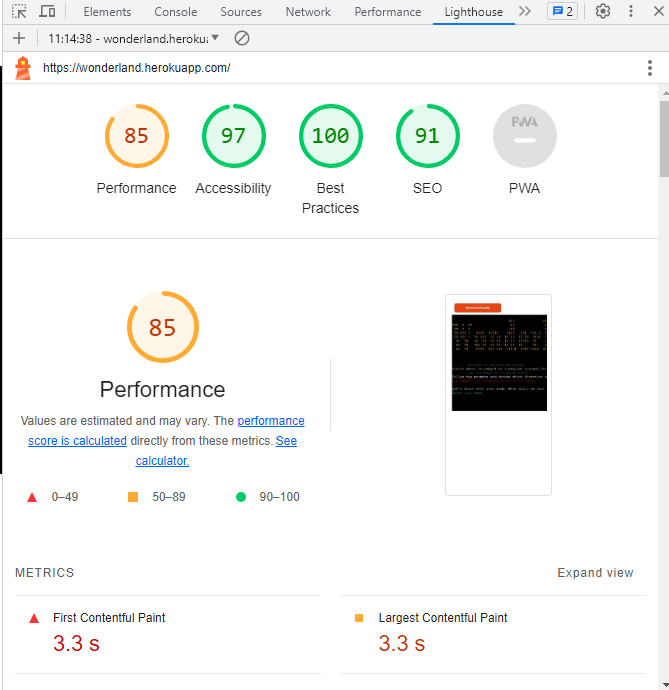 Elements Console Sources Network Performance Lighthouse 2
11:14:38 - wonderland.heroku
https://wonderland.herokuapp.com/
85 97 100 91 PWA
Performance Accessibility Best Practices SEO PWA
85
Performance
Values are estimated and may vary. The performance
score is calculated directly from these metrics. See
calculator.
0–49 50–89 90–100
METRICS Expand view
First Contentful Paint Largest Contentful Paint
3.3 s 3.3 s